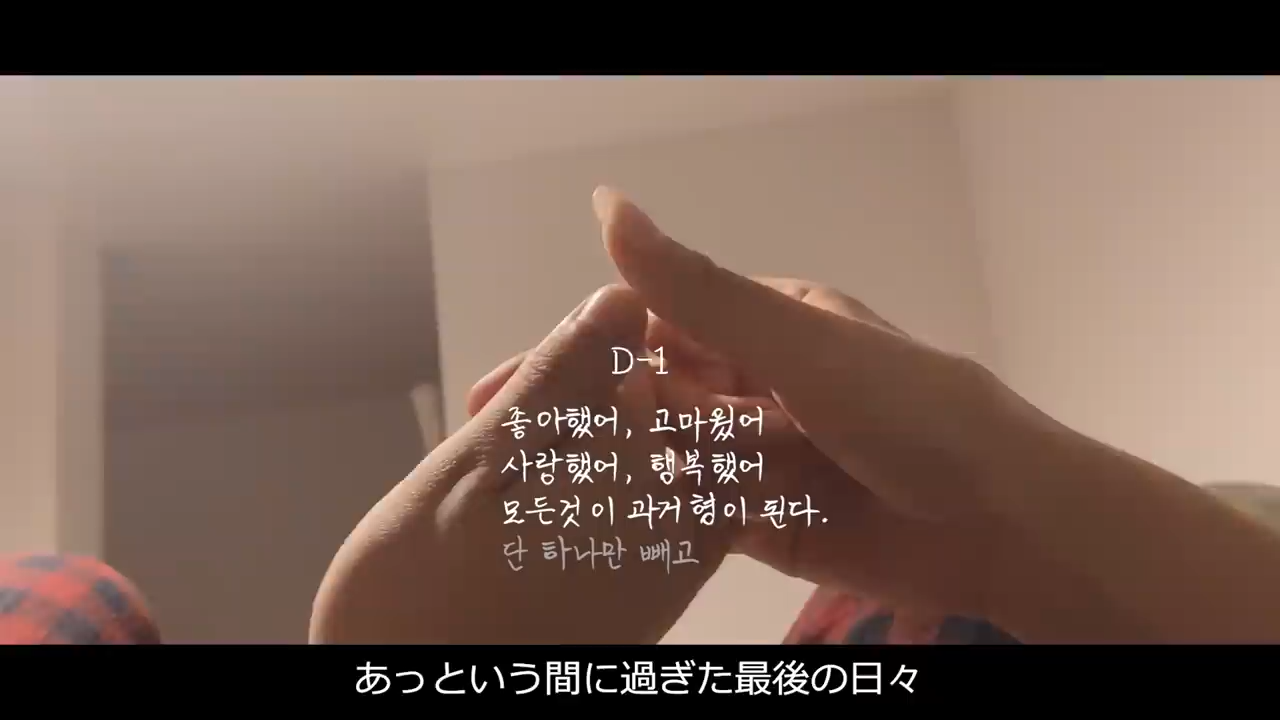 D-1
좋아했어, 고마웠어
사랑했어, 행복했어
모든것이 과거형이 된다.
단 하나만 빼고
あっという間に過ぎた最後の日々